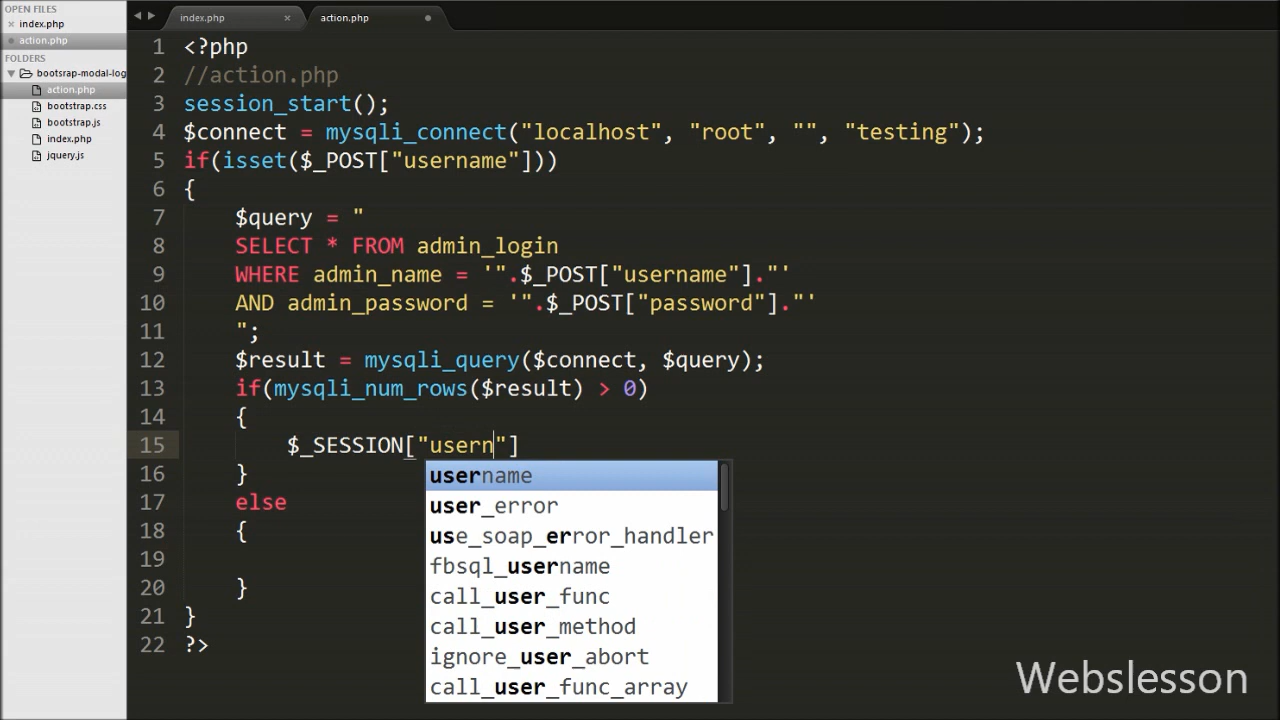 OPEN FILES
index.php
action.php
FOLDERS
bootsrap-modal-log
action.php
bootstrap.css
bootstrap.js
index.php
jquery.js
index.php
action.php
1 <?php
2 //action.php
3 session_start();
4 $connect = mysqli_connect("localhost", "root", "", "testing");
5 if(isset($_POST["username"]))
6 {
7 $query = "
8 SELECT * FROM admin_login
9 WHERE admin_name = '".$_POST["username"]."'
10 AND admin_password = '".$_POST["password"]."'
11 ";
12 $result = mysqli_query($connect, $query);
13 if(mysqli_num_rows($result) > 0)
14 {
15 $_SESSION["usern"]
16 }
17 else
18 {
19
20 }
21 }
22 ?>
username
user_error
use_soap_error_handler
fbsql_username
call_user_func
call_user_method
ignore_user_abort
call_user_func_array
Webslesson